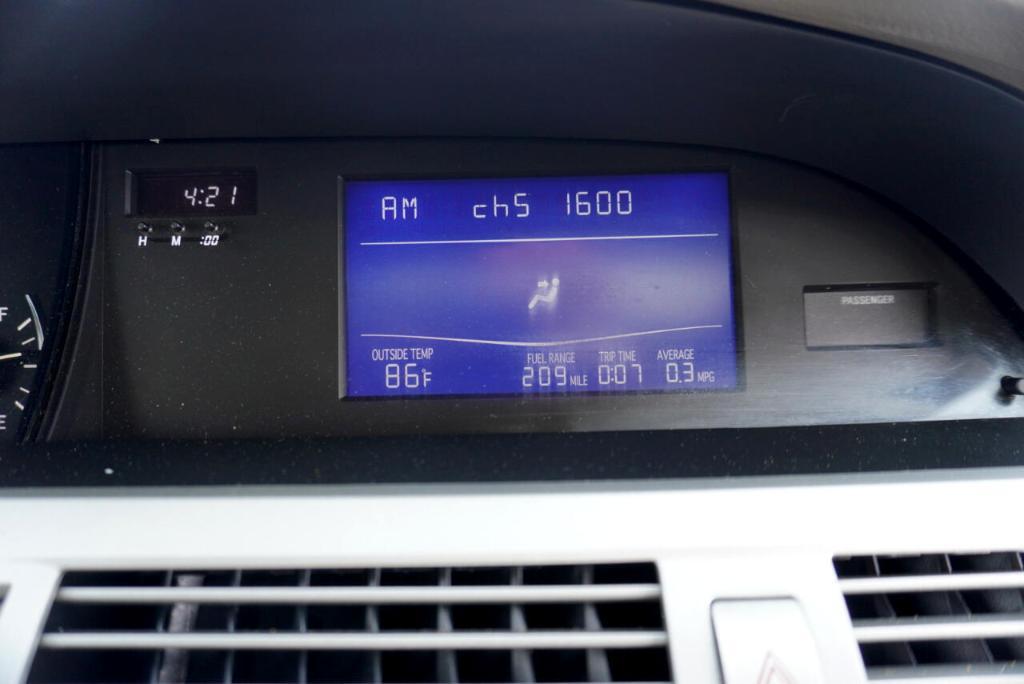 4:21
H M :00
AM ch5 1600
OUTSIDE TEMP FUEL RANGE TRIP TIME AVERAGE
86°F 209 MILE 0:07 0.3 MPG
PASSENGER
F
E